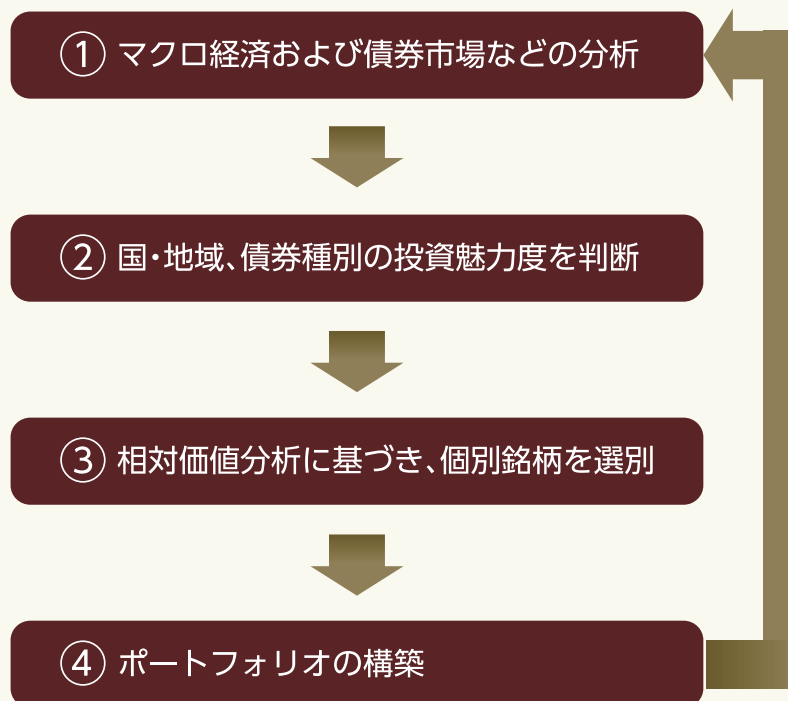 ① マクロ経済および債券市場などの分析
② 国・地域、債券種別の投資魅力度を判断
③ 相対価値分析に基づき、個別銘柄を選別
④ ポートフォリオの構築